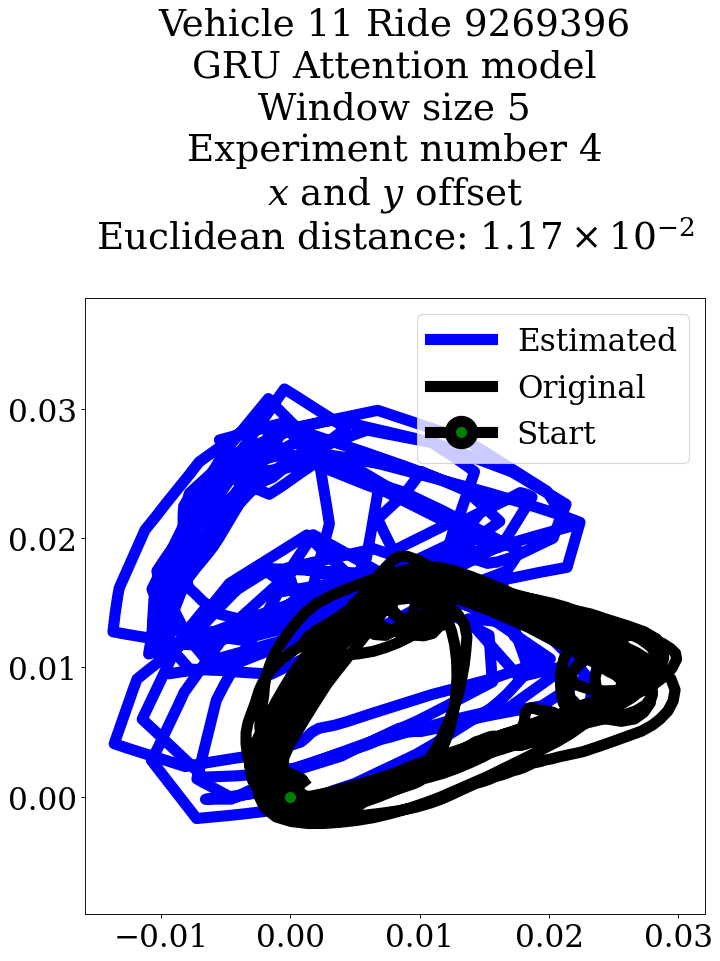 Vehicle 11 Ride 9269396
GRU Attention model
Window size 5
Experiment number 4
x and y offset
Euclidean distance: 1.17 × 10⁻²
Estimated
Original
Start
0.03
0.02
0.01
0.00
−0.01 0.00 0.01 0.02 0.03